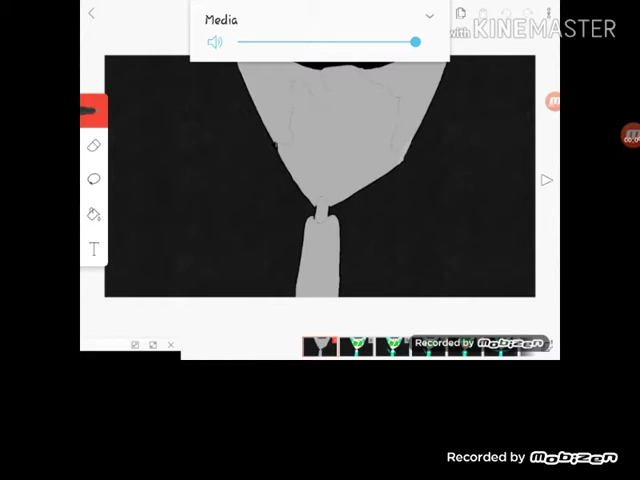 Media
with KINEMASTER
T
Recorded by MOBIZEN
Recorded by MOBIZEN